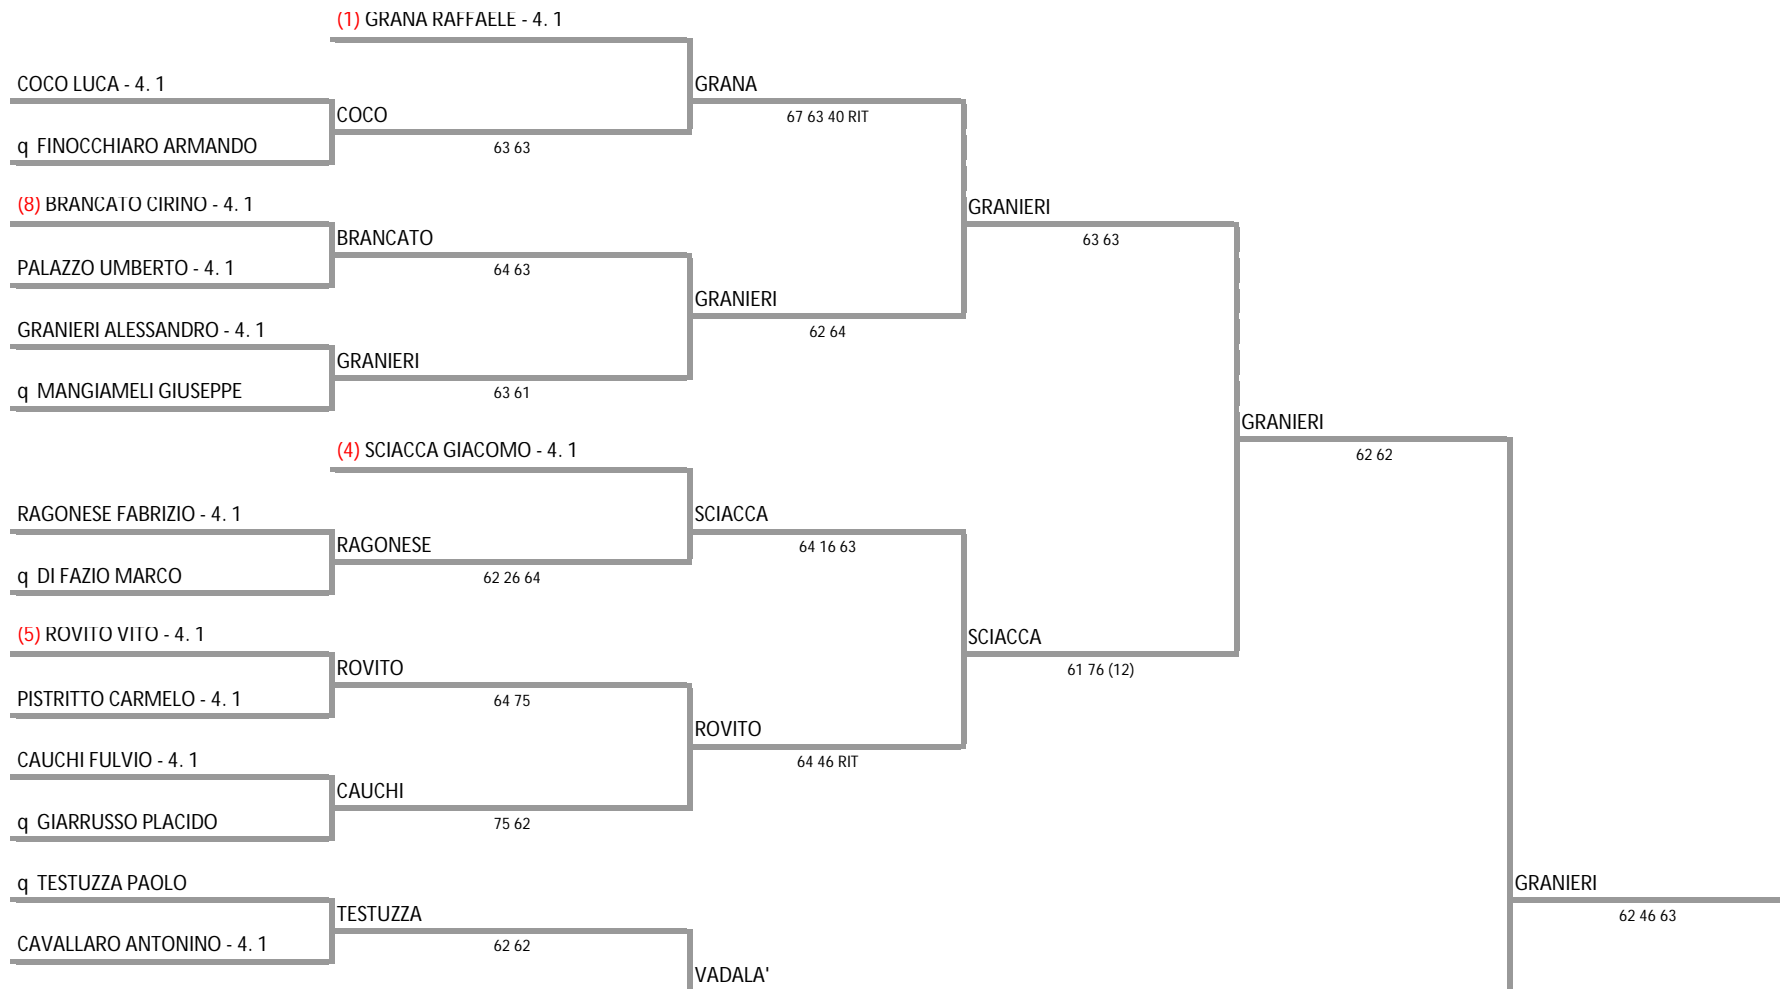 (1) GRANA RAFFAELE - 4. 1
COCO LUCA - 4. 1
GRANA
COCO
67 63 40 RIT
q FINOCCHIARO ARMANDO
63 63
(8) BRANCATO CIRINO - 4. 1
GRANIERI
BRANCATO
63 63
PALAZZO UMBERTO - 4. 1
64 63
GRANIERI
GRANIERI ALESSANDRO - 4. 1
62 64
GRANIERI
q MANGIAMELI GIUSEPPE
63 61
GRANIERI
(4) SCIACCA GIACOMO - 4. 1
62 62
RAGONESE FABRIZIO - 4. 1
SCIACCA
RAGONESE
64 16 63
q DI FAZIO MARCO
62 26 64
(5) ROVITO VITO - 4. 1
SCIACCA
ROVITO
61 76 (12)
PISTRITTO CARMELO - 4. 1
64 75
ROVITO
CAUCHI FULVIO - 4. 1
64 46 RIT
CAUCHI
q GIARRUSSO PLACIDO
75 62
q TESTUZZA PAOLO
GRANIERI
TESTUZZA
62 46 63
CAVALLARO ANTONINO - 4. 1
62 62
VADALA'